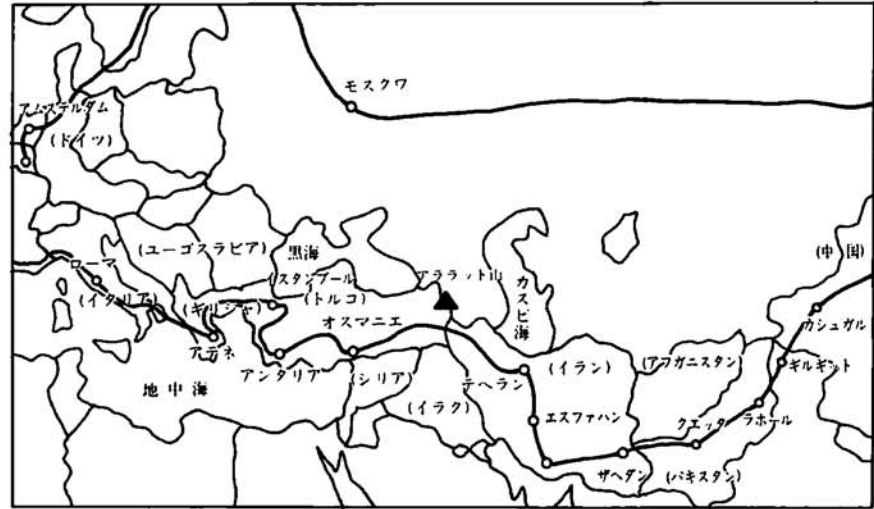 モスクワ
アムステルダム
(ドイツ)
(中国)
(ユーゴスラビア)
黒海
ローマ
イスタンブール
アララット山
カスピ海
(イタリア)
(ギリシャ)
(トルコ)
カシュガル
オスマニエ
アテネ
アンタリア
(シリア)
テヘラン
(イラン)
(アフガニスタン)
ギルギット
地中海
(イラク)
エスファハン
クエッタ
ラホール
ザヘダン
(パキスタン)